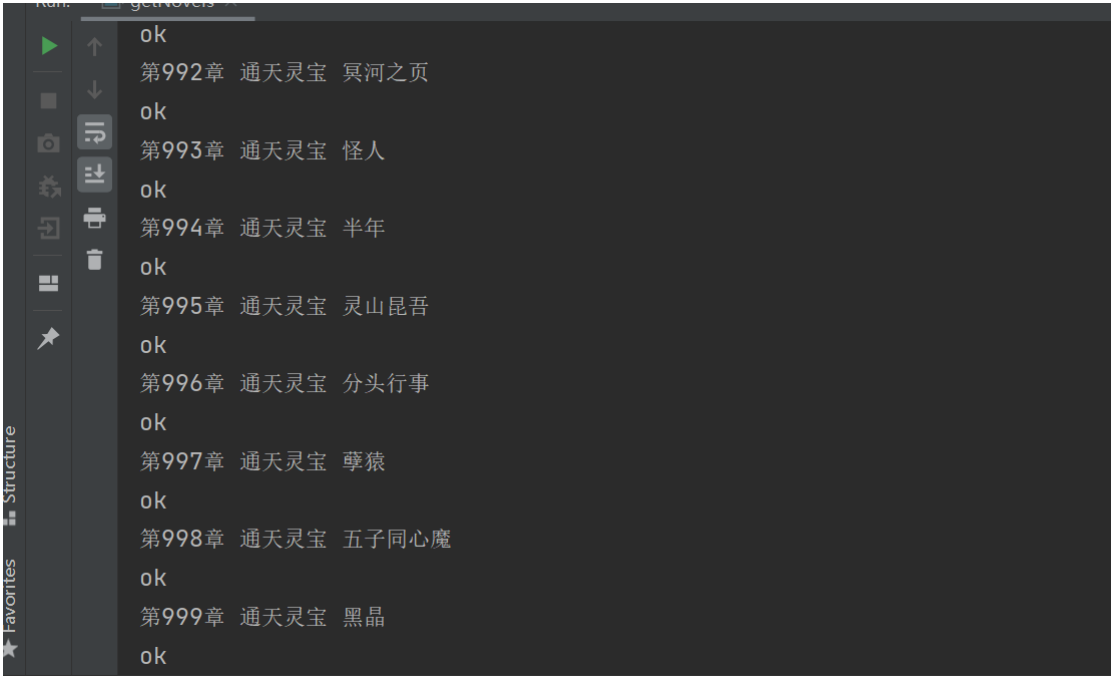 Run: getNovels ×
ok
第992章 通天灵宝 冥河之页
ok
第993章 通天灵宝 怪人
ok
第994章 通天灵宝 半年
ok
第995章 通天灵宝 灵山昆吾
ok
第996章 通天灵宝 分头行事
ok
第997章 通天灵宝 孽猿
ok
第998章 通天灵宝 五子同心魔
ok
第999章 通天灵宝 黑晶
ok
Structure
Favorites